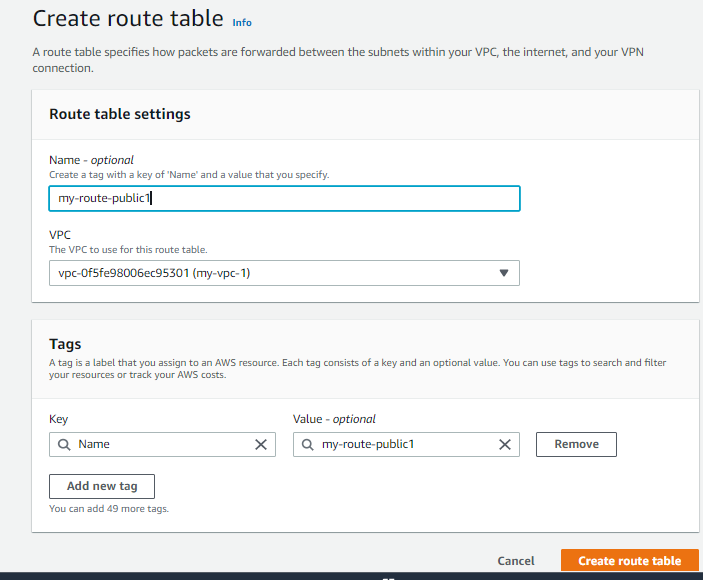 Create route table Info
A route table specifies how packets are forwarded between the subnets within your VPC, the internet, and your VPN
connection.
Route table settings
Name - optional
Create a tag with a key of 'Name' and a value that you specify.
my-route-public1
VPC
The VPC to use for this route table.
vpc-0f5fe98006ec95301 (my-vpc-1)
Tags
A tag is a label that you assign to an AWS resource. Each tag consists of a key and an optional value. You can use tags to search and filter
your resources or track your AWS costs.
Key Value - optional
Name my-route-public1 Remove
Add new tag
You can add 49 more tags.
Cancel Create route table